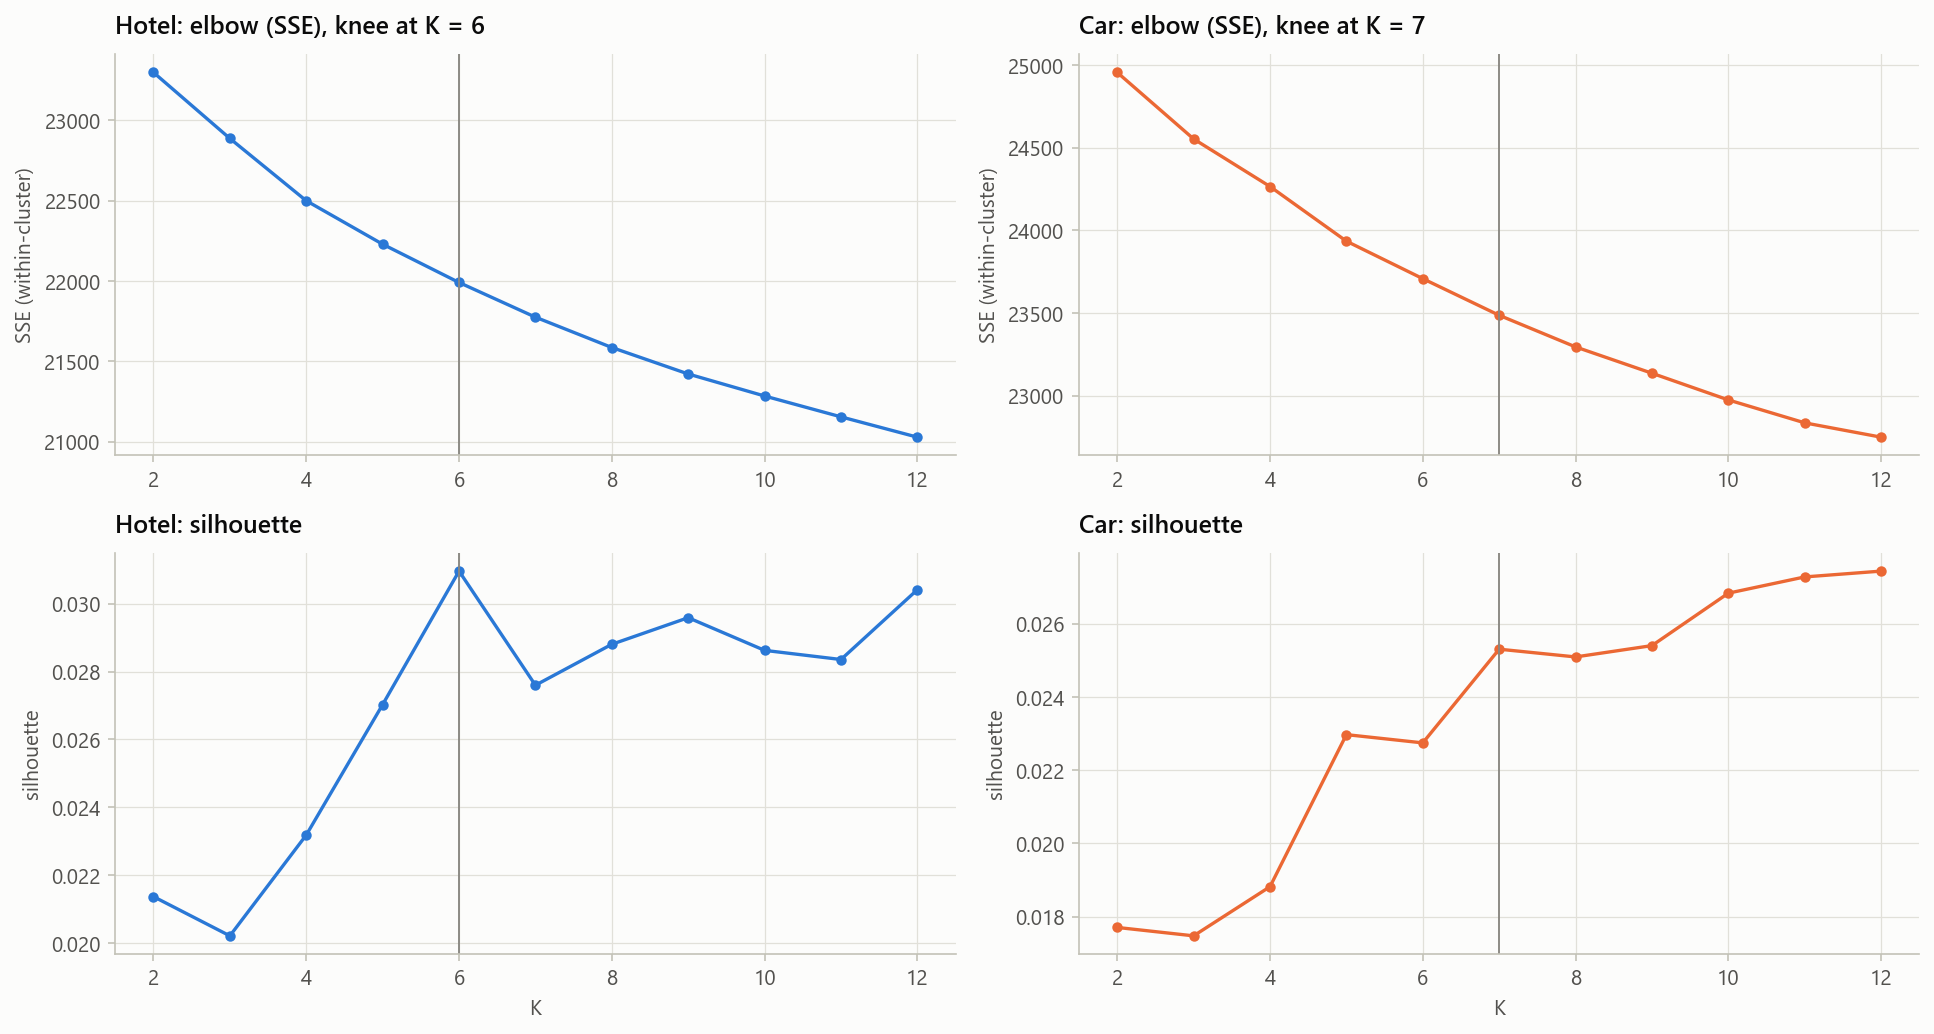 Hotel: elbow (SSE), knee at K = 6
SSE (within-cluster)
23000
22500
22000
21500
21000
2 4 6 8 10 12
Car: elbow (SSE), knee at K = 7
SSE (within-cluster)
25000
24500
24000
23500
23000
2 4 6 8 10 12
Hotel: silhouette
silhouette
0.030
0.028
0.026
0.024
0.022
0.020
2 4 6 8 10 12
K
Car: silhouette
silhouette
0.026
0.024
0.022
0.020
0.018
2 4 6 8 10 12
K